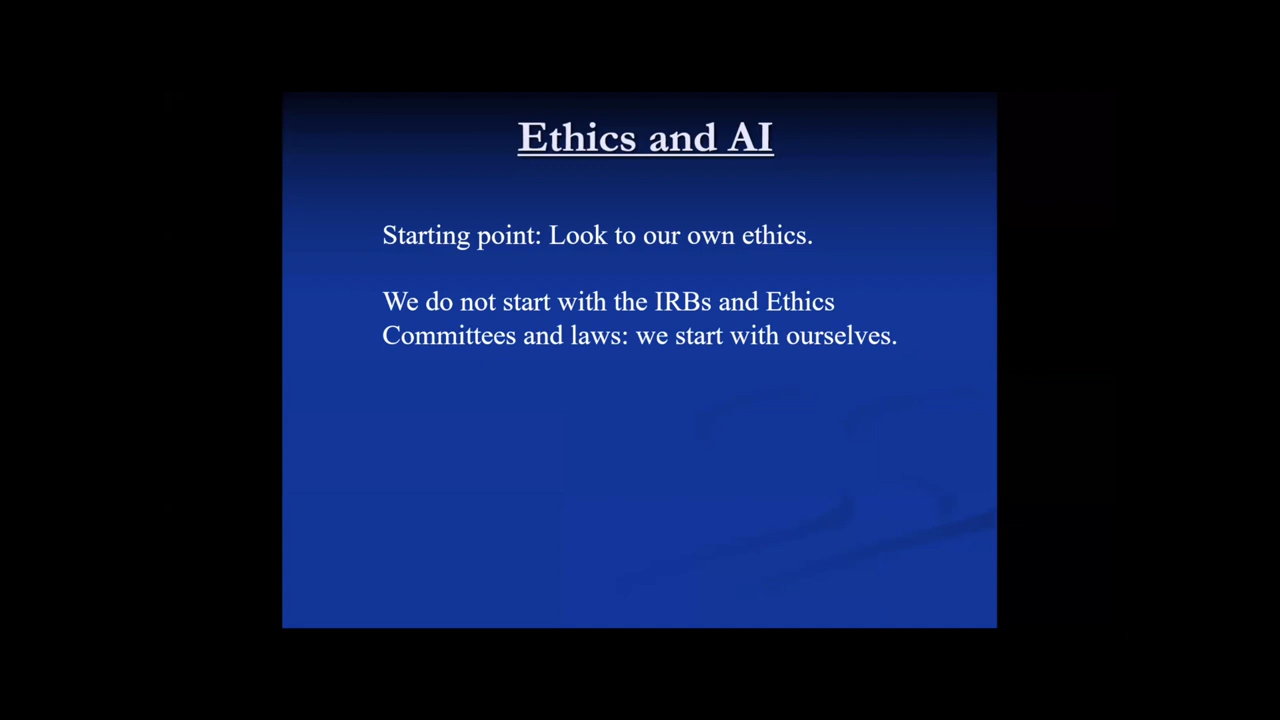 Ethics and AI
Starting point: Look to our own ethics.
We do not start with the IRBs and Ethics
Committees and laws: we start with ourselves.